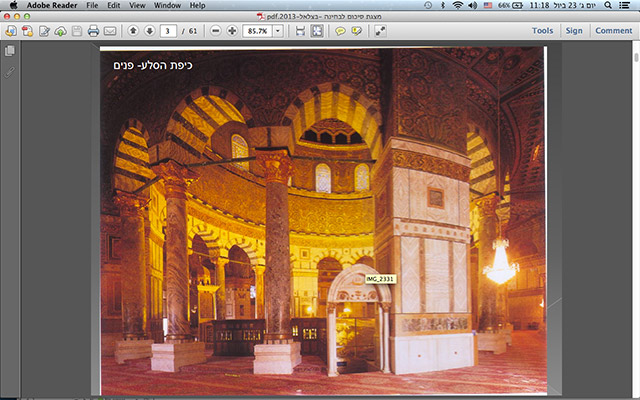 Adobe Reader File Edit View Window Help 66% יום ג׳ 23 ביול 11:18
מצגת סיכום לבחינה -בצלאל-2013.pdf
3 / 61 85.7% Tools Sign Comment
כיפת הסלע- פנים
IMG_2331